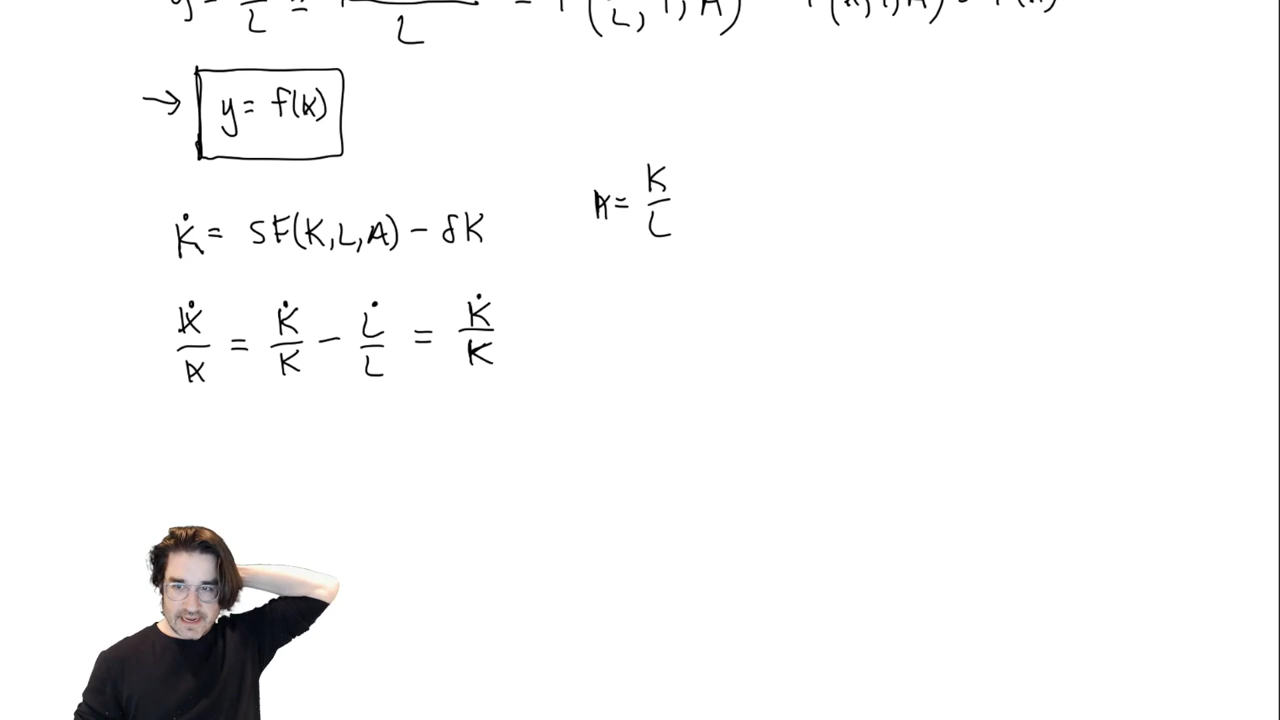 → y = f(k)
k = K/L
K̇ = sF(K, L, A) − δK
k̇/k = K̇/K − L̇/L = K̇/K